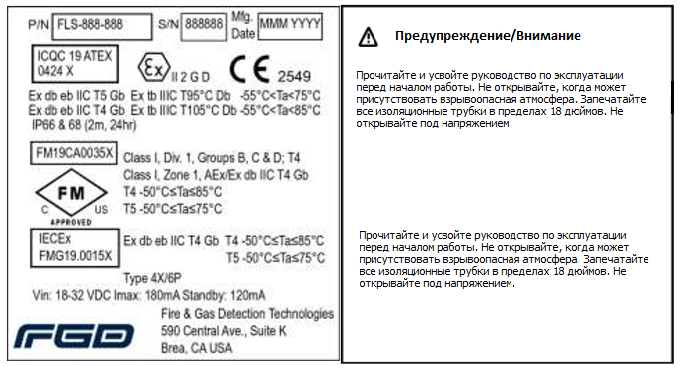 P/N FLS-888-888 S/N 888888 Mfg. Date MMM YYYY
ICQC 19 ATEX
0424 X
Ex II 2 G D CE 2549
Ex db eb IIC T5 Gb Ex tb IIIC T95°C Db -55°C<Ta<75°C
Ex db eb IIC T4 Gb Ex tb IIIC T105°C Db -55°C<Ta<85°C
IP66 & 68 (2m, 24hr)
FM19CA0035X
Class I, Div. 1, Groups B, C & D; T4
Class I, Zone 1, AEx/Ex db IIC T4 Gb
T4 -50°C≤Ta≤85°C
T5 -50°C≤Ta≤75°C
FM
C US
APPROVED
IECEx
FMG19.0015X
Ex db eb IIC T4 Gb T4 -50°C≤Ta≤85°C
T5 -50°C≤Ta≤75°C
Type 4X/6P
Vin: 18-32 VDC Imax: 180mA Standby: 120mA
FGD
Fire & Gas Detection Technologies
590 Central Ave., Suite K
Brea, CA USA
Предупреждение/Внимание
Прочитайте и усвойте руководство по эксплуатации
перед началом работы. Не открывайте, когда может
присутствовать взрывоопасная атмосфера. Запечатайте
все изоляционные трубки в пределах 18 дюймов. Не
открывайте под напряжением.
Прочитайте и усвойте руководство по эксплуатации
перед началом работы. Не открывайте, когда может
присутствовать взрывоопасная атмосфера. Запечатайте
все изоляционные трубки в пределах 18 дюймов. Не
открывайте под напряжением.